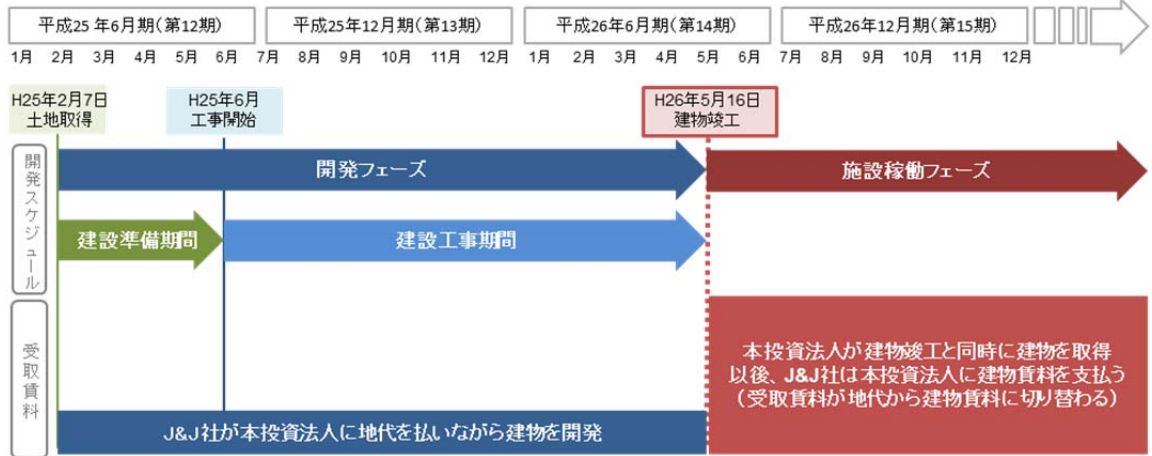 平成25年6月期(第12期) 平成25年12月期(第13期) 平成26年6月期(第14期) 平成26年12月期(第15期)
1月 2月 3月 4月 5月 6月 7月 8月 9月 10月 11月 12月 1月 2月 3月 4月 5月 6月 7月 8月 9月 10月 11月 12月
H25年2月7日
土地取得
H25年6月
工事開始
H26年5月16日
建物竣工
開発スケジュール
開発フェーズ
施設稼働フェーズ
建設準備期間
建設工事期間
受取賃料
本投資法人が建物竣工と同時に建物を取得
以後、J&J社は本投資法人に建物賃料を支払う
(受取賃料が地代から建物賃料に切り替わる)
J&J社が本投資法人に地代を払いながら建物を開発